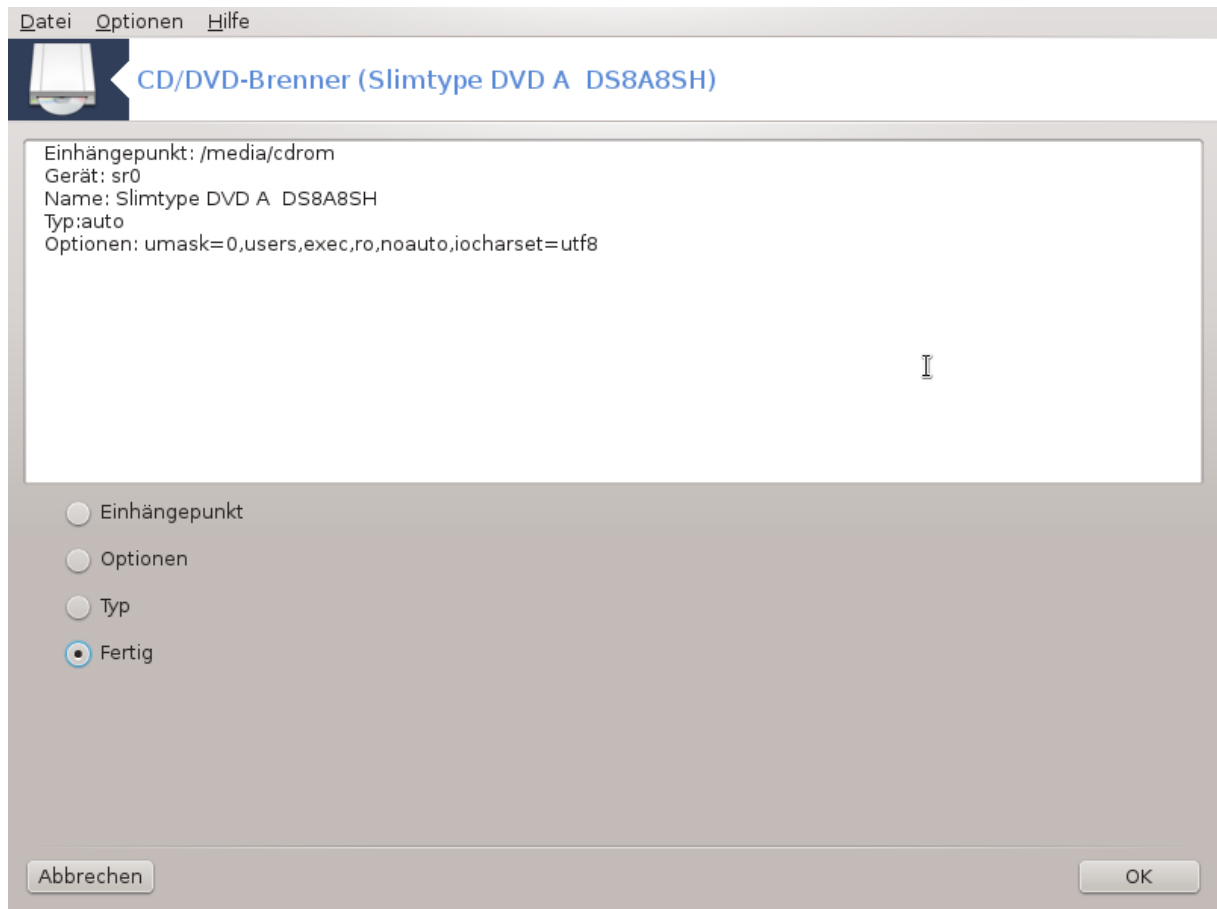 Datei Optionen Hilfe
CD/DVD-Brenner (Slimtype DVD A  DS8A8SH)
Einhängepunkt: /media/cdrom
Gerät: sr0
Name: Slimtype DVD A  DS8A8SH
Typ:auto
Optionen: umask=0,users,exec,ro,noauto,iocharset=utf8
Einhängepunkt
Optionen
Typ
Fertig
Abbrechen OK